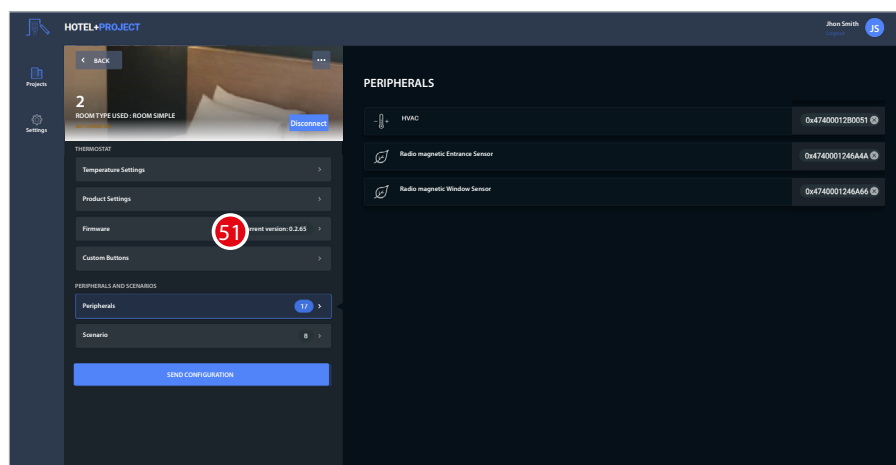 HOTEL+PROJECT
Jhon Smith
Logout
JS
Projects
Settings
BACK
...
2
ROOM TYPE USED : ROOM SIMPLE
Disconnect
THERMOSTAT
Temperature Settings
Product Settings
Firmware
51
rrent version: 0.2.65
Custom Buttons
PERIPHERALS AND SCENARIOS
Peripherals
17
Scenario
8
SEND CONFIGURATION
PERIPHERALS
HVAC
0x47400012B0051
Radio magnetic Entrance Sensor
0x4740001246A4A
Radio magnetic Window Sensor
0x4740001246A66